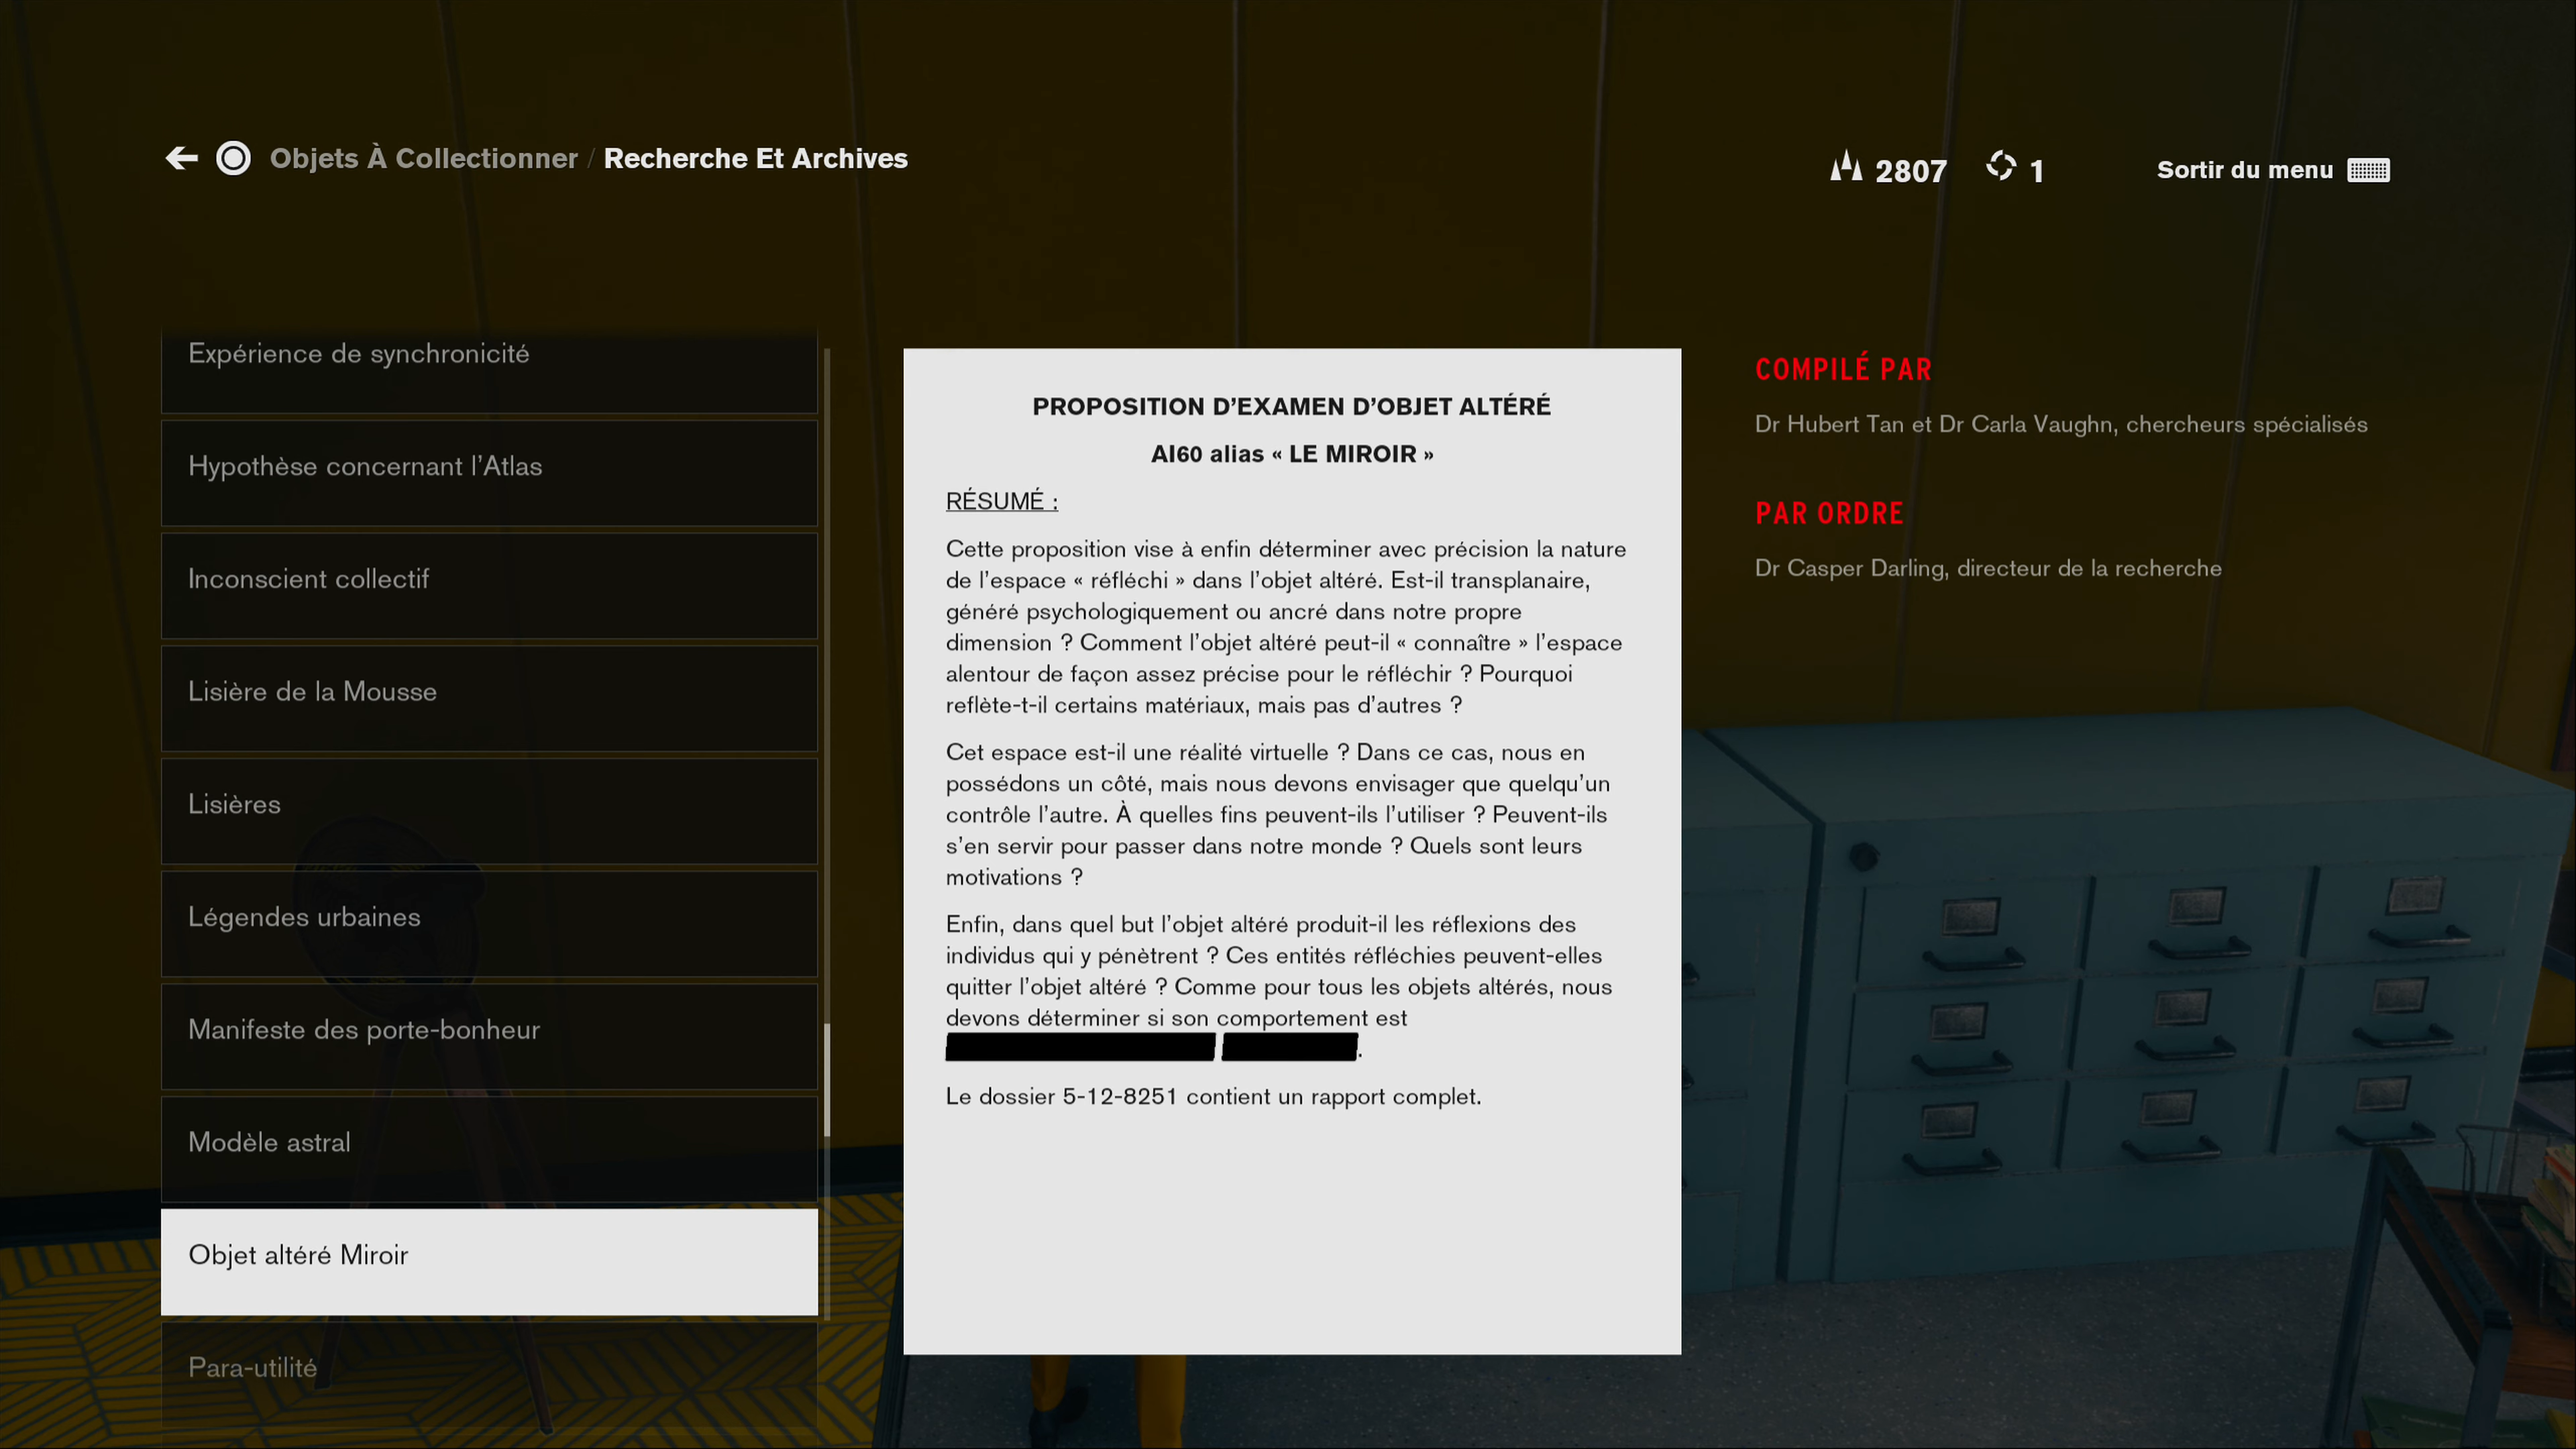 Objets À Collectionner / Recherche Et Archives
2807
1
Sortir du menu
Expérience de synchronicité
Hypothèse concernant l'Atlas
Inconscient collectif
Lisière de la Mousse
Lisières
Légendes urbaines
Manifeste des porte-bonheur
Modèle astral
Objet altéré Miroir
Para-utilité
PROPOSITION D'EXAMEN D'OBJET ALTÉRÉ
AI60 alias « LE MIROIR »
RÉSUMÉ :
Cette proposition vise à enfin déterminer avec précision la nature
de l'espace « réfléchi » dans l'objet altéré. Est-il transplanaire,
généré psychologiquement ou ancré dans notre propre
dimension ? Comment l'objet altéré peut-il « connaître » l'espace
alentour de façon assez précise pour le réfléchir ? Pourquoi
reflète-t-il certains matériaux, mais pas d'autres ?
Cet espace est-il une réalité virtuelle ? Dans ce cas, nous en
possédons un côté, mais nous devons envisager que quelqu'un
contrôle l'autre. À quelles fins peuvent-ils l'utiliser ? Peuvent-ils
s'en servir pour passer dans notre monde ? Quels sont leurs
motivations ?
Enfin, dans quel but l'objet altéré produit-il les réflexions des
individus qui y pénètrent ? Ces entités réfléchies peuvent-elles
quitter l'objet altéré ? Comme pour tous les objets altérés, nous
devons déterminer si son comportement est
.
Le dossier 5-12-8251 contient un rapport complet.
COMPILÉ PAR
Dr Hubert Tan et Dr Carla Vaughn, chercheurs spécialisés
PAR ORDRE
Dr Casper Darling, directeur de la recherche